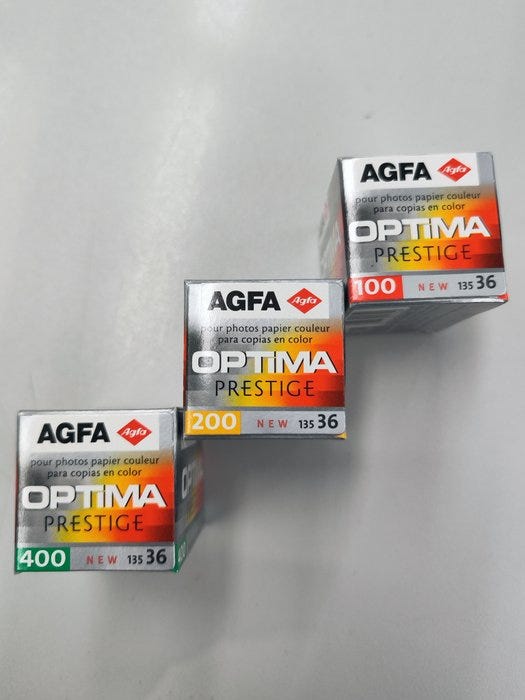 AGFA Agfa
pour photos papier couleur
para copias en color
OPTiMA
PRESTIGE
100 NEW 135 36
AGFA Agfa
pour photos papier couleur
para copias en color
OPTiMA
PRESTIGE
200 NEW 135 36
AGFA Agfa
pour photos papier couleur
para copias en color
OPTiMA
PRESTIGE
400 NEW 135 36